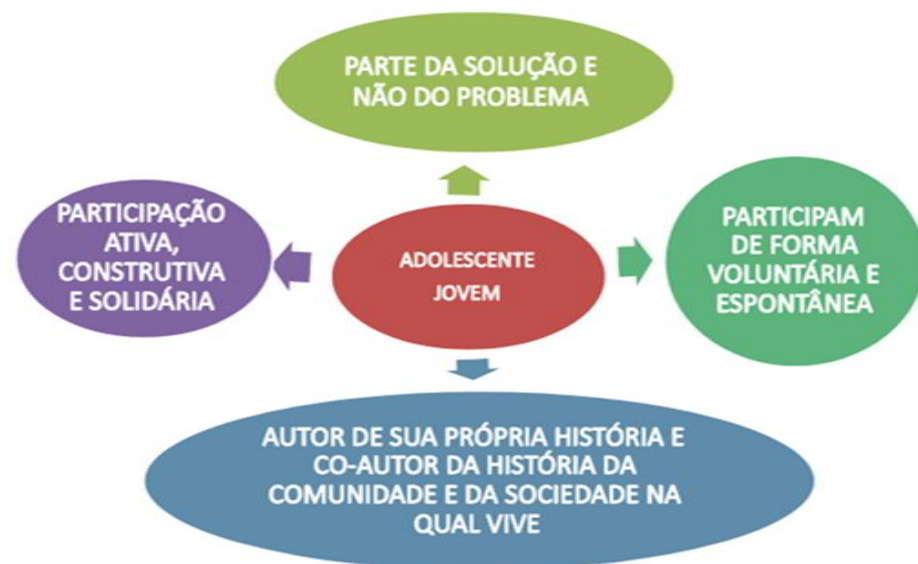 PARTE DA SOLUÇÃO E
NÃO DO PROBLEMA
PARTICIPAÇÃO
ATIVA,
CONSTRUTIVA
E SOLIDÁRIA
ADOLESCENTE
JOVEM
PARTICIPAM
DE FORMA
VOLUNTÁRIA E
ESPONTÂNEA
AUTOR DE SUA PRÓPRIA HISTÓRIA E
CO-AUTOR DA HISTÓRIA DA
COMUNIDADE E DA SOCIEDADE NA
QUAL VIVE